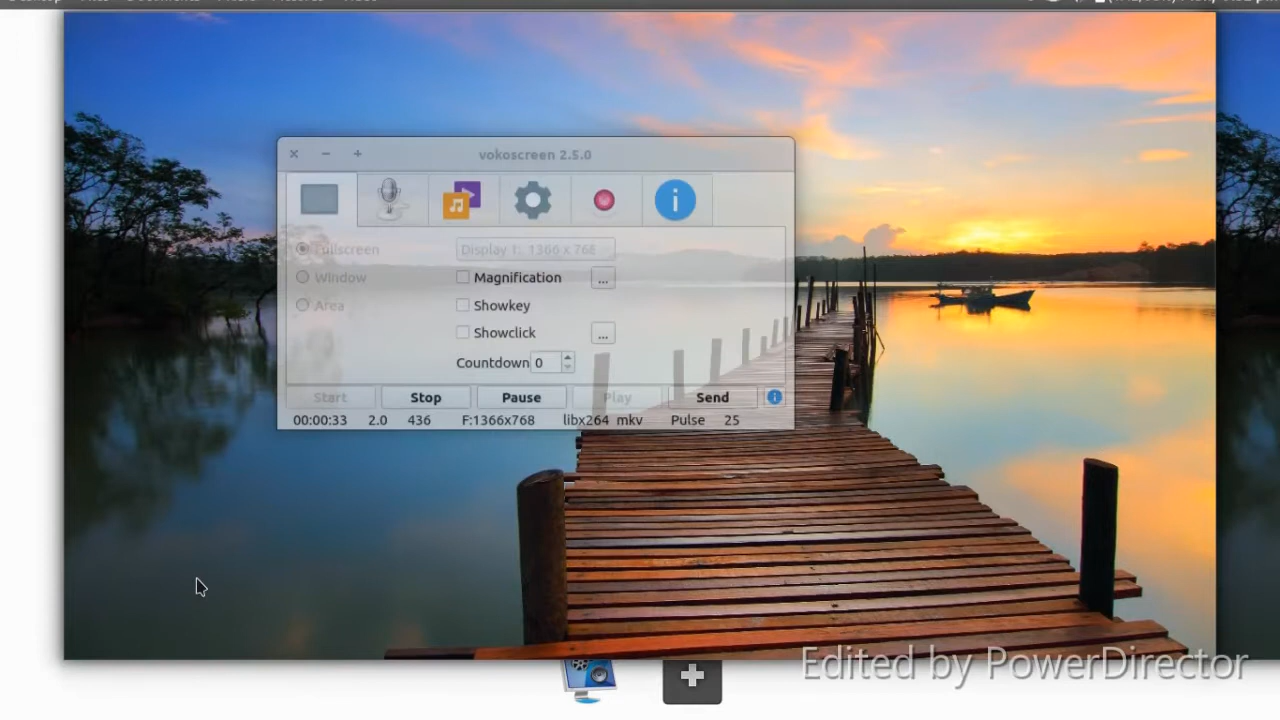 vokoscreen 2.5.0
Fullscreen
Display 1: 1366 x 768
Window
Magnification
...
Area
Showkey
Showclick
...
Countdown 0
Start Stop Pause Play Send
00:00:33 2.0 436 F:1366x768 libx264 mkv Pulse 25
Edited by PowerDirector